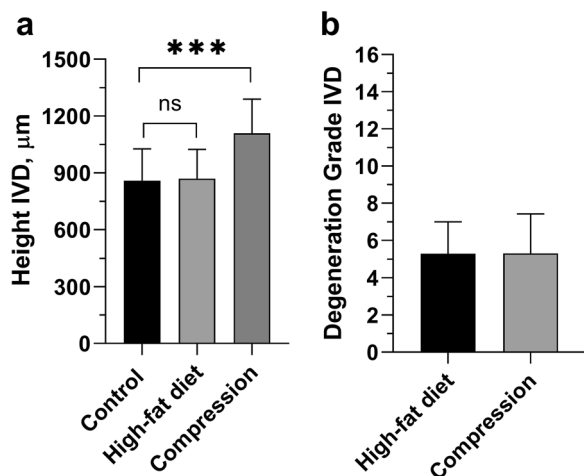 a
Height IVD, μm
1500
1200
900
600
300
0
***
ns
Control
High-fat diet
Compression
b
Degeneration Grade IVD
16
14
12
10
8
6
4
2
0
High-fat diet
Compression